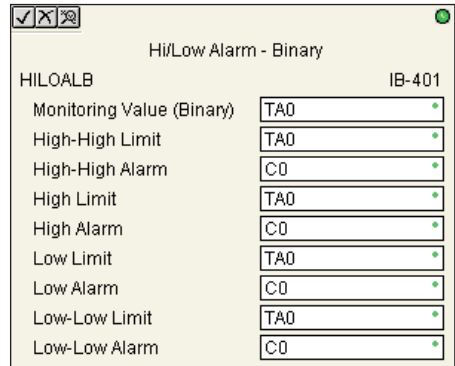 Hi/Low Alarm - Binary
HILOALB IB-401
Monitoring Value (Binary) TA0
High-High Limit TA0
High-High Alarm C0
High Limit TA0
High Alarm C0
Low Limit TA0
Low Alarm C0
Low-Low Limit TA0
Low-Low Alarm C0